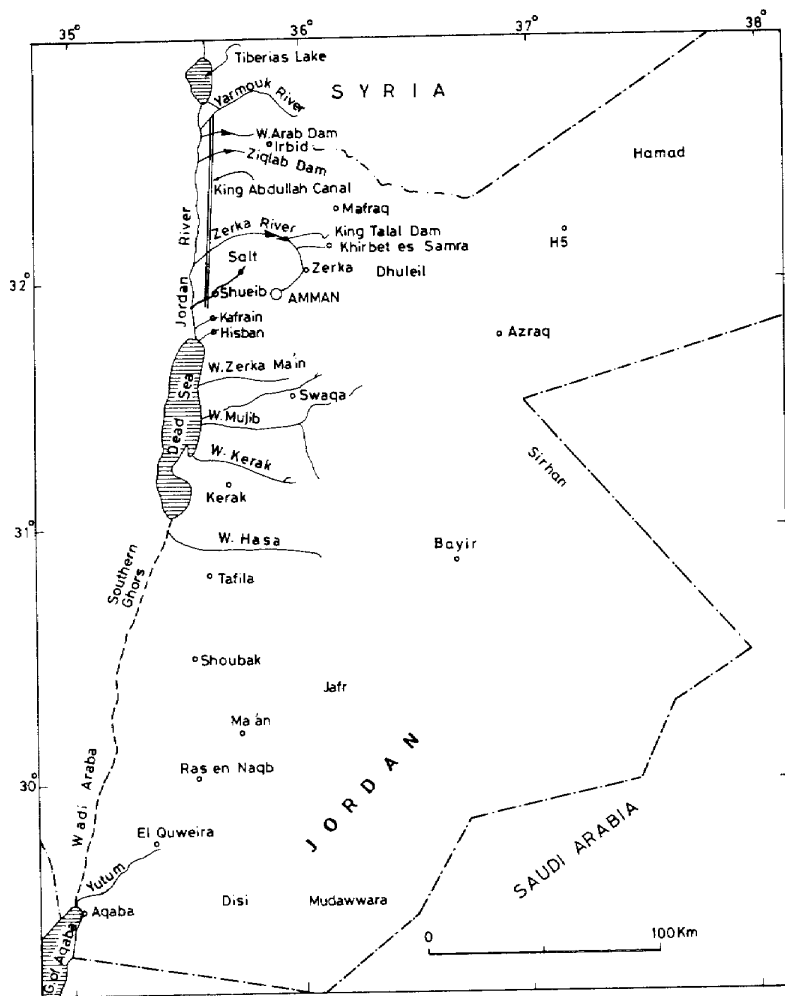 35°
36°
37°
38°
Tiberias Lake
SYRIA
Yarmouk River
W.Arab Dam
Irbid
Ziqlab Dam
Hamad
King Abdullah Canal
Mafraq
River
Zerka River
King Talal Dam
Khirbet es Samra
H5
Salt
Zerka
Dhuleil
32°
Shueib
AMMAN
Jordan
Kafrain
Hisban
Azraq
W.Zerka Ma'in
Dead Sea
Swaqa
W.Mujib
W. Kerak
Sirhan
Kerak
31°
W. Hasa
Bayir
Southern
Ghors
Tafila
Shoubak
Jafr
Ma'an
Ras en Naqb
30°
JORDAN
Wadi Araba
El Quweira
SAUDI ARABIA
Yutum
Aqaba
Disi
Mudawwara
G. of Aqaba
0
100 Km